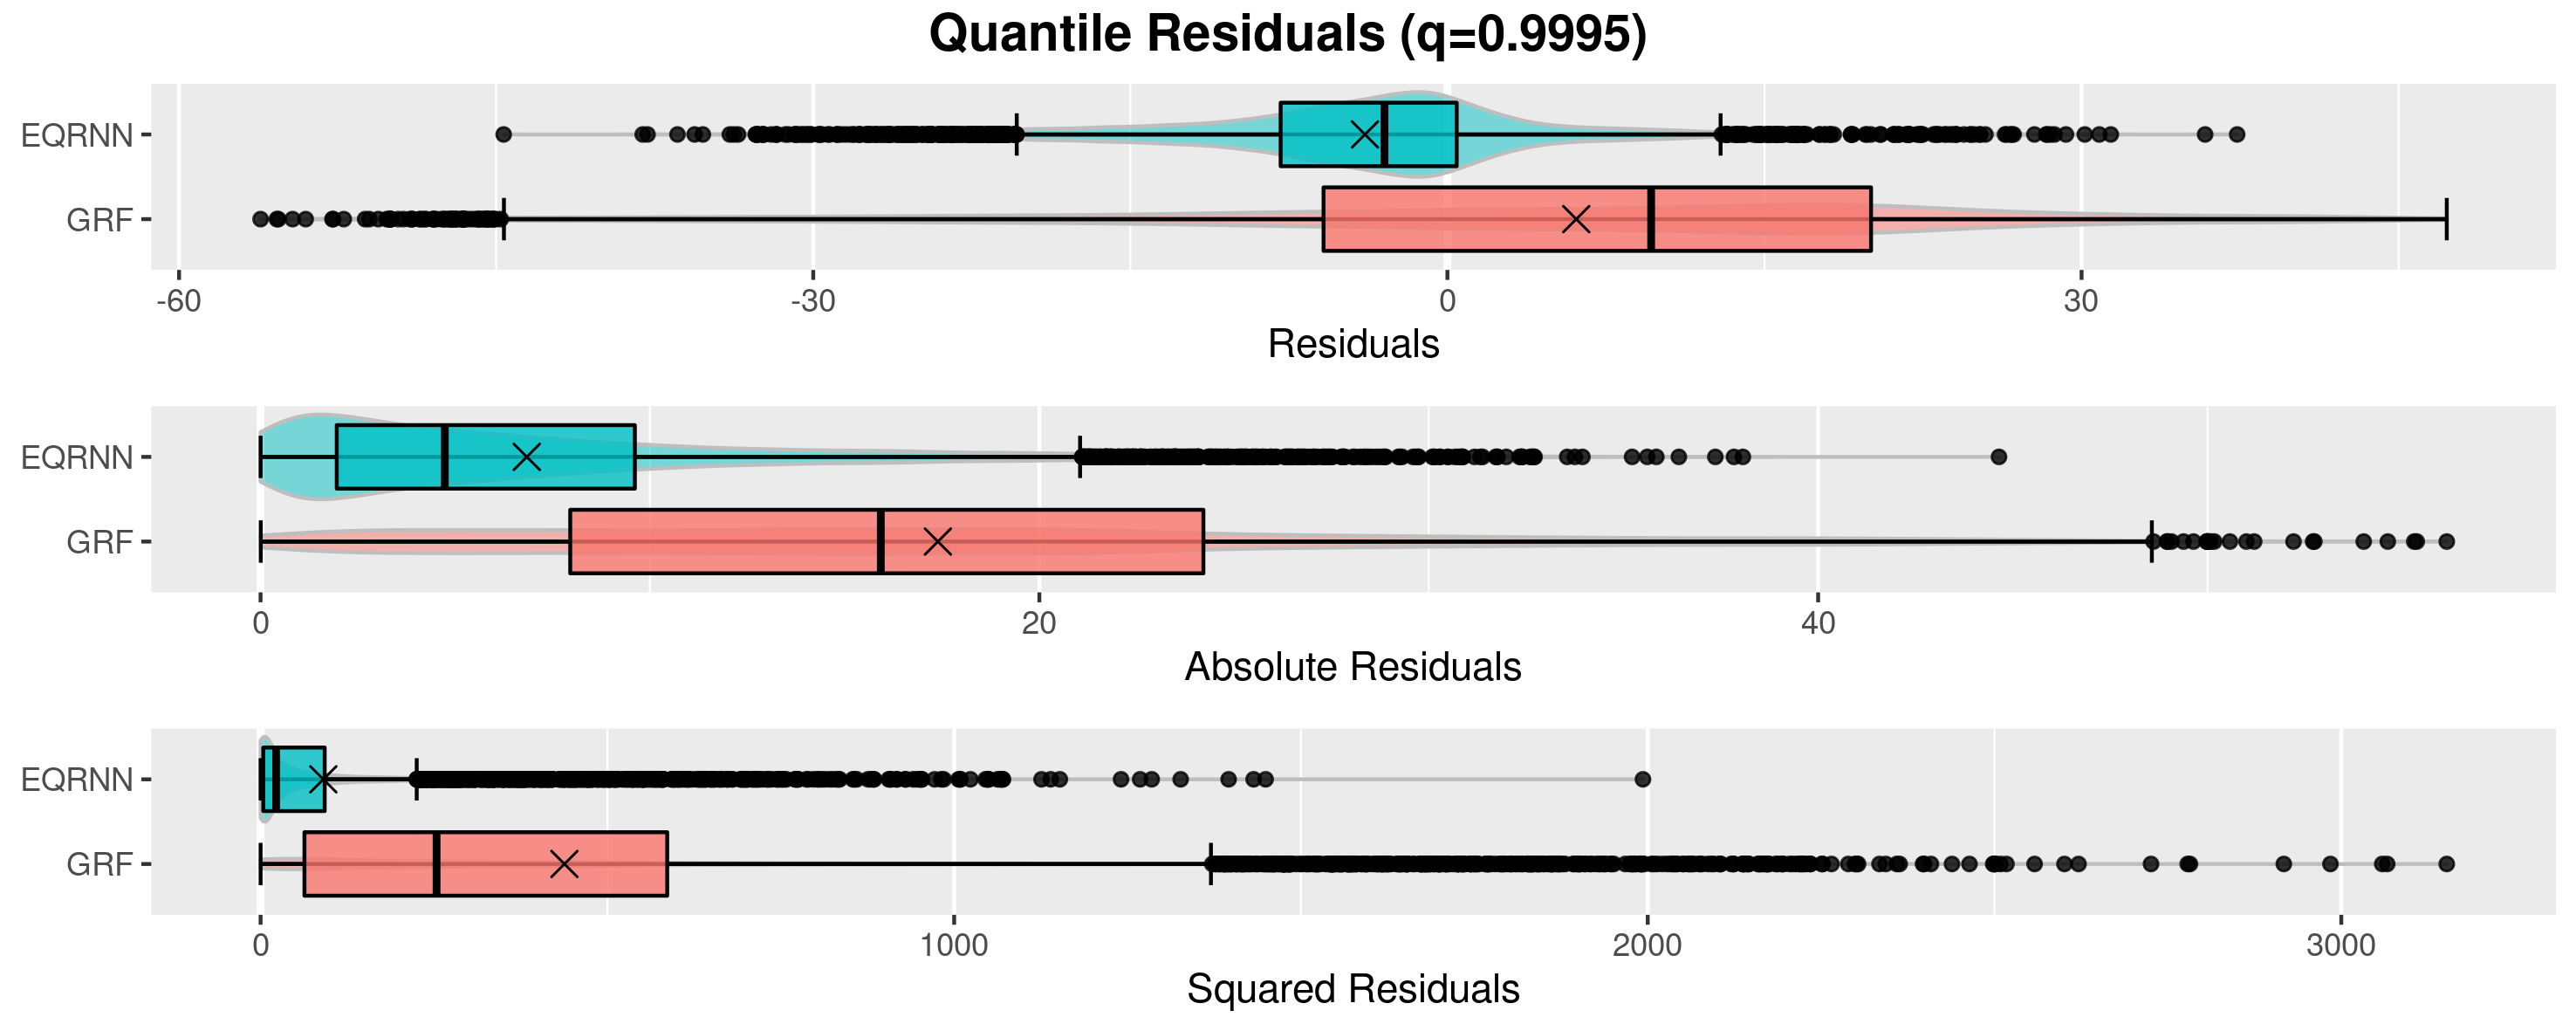 Quantile Residuals (q=0.9995)
EQRNN
GRF
-60 -30 0 30
Residuals
EQRNN
GRF
0 20 40
Absolute Residuals
EQRNN
GRF
0 1000 2000 3000
Squared Residuals